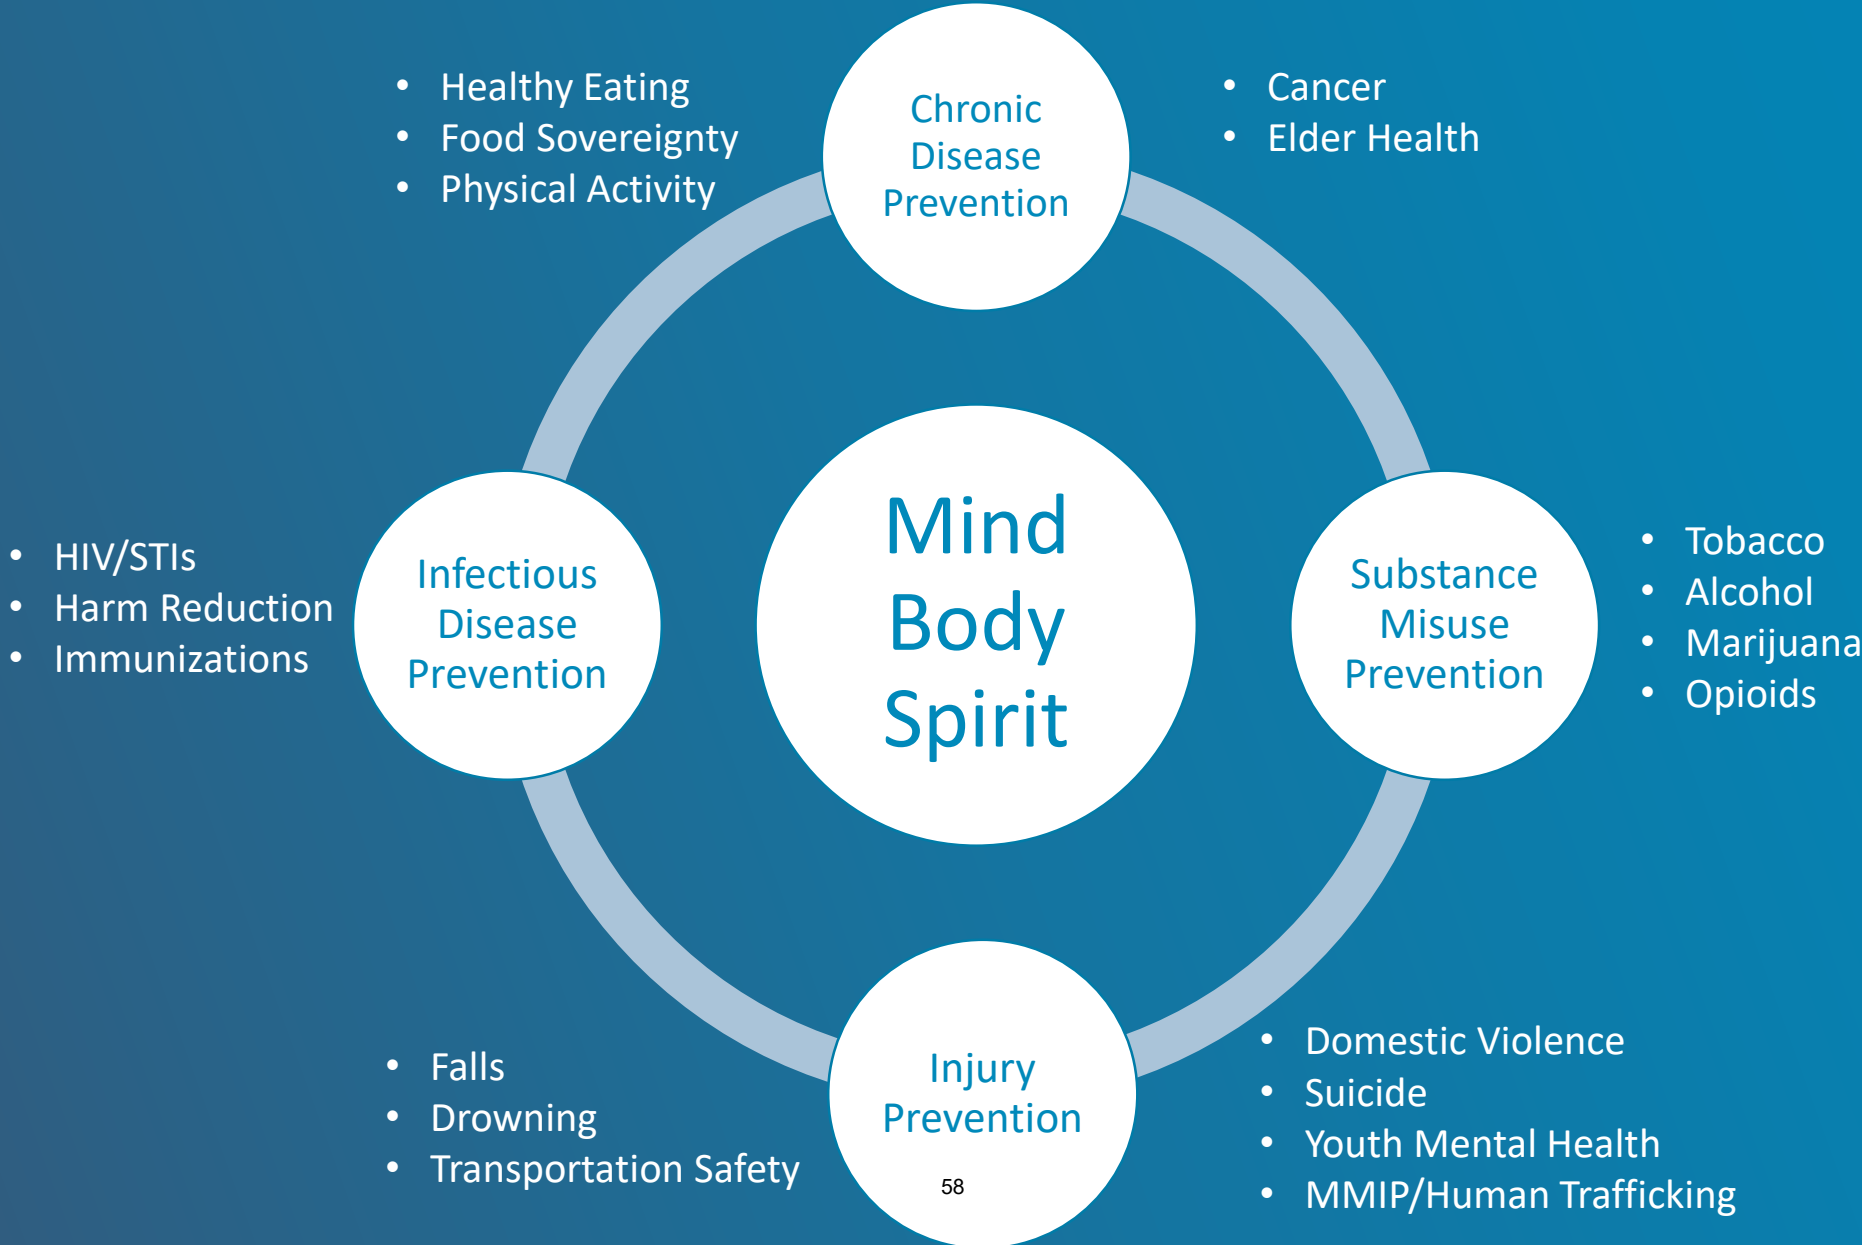 • Healthy Eating
• Food Sovereignty
• Physical Activity
Chronic
Disease
Prevention
• Cancer
• Elder Health
• HIV/STIs
• Harm Reduction
• Immunizations
Infectious
Disease
Prevention
Mind
Body
Spirit
Substance
Misuse
Prevention
• Tobacco
• Alcohol
• Marijuana
• Opioids
• Falls
• Drowning
• Transportation Safety
Injury
Prevention
58
• Domestic Violence
• Suicide
• Youth Mental Health
• MMIP/Human Trafficking